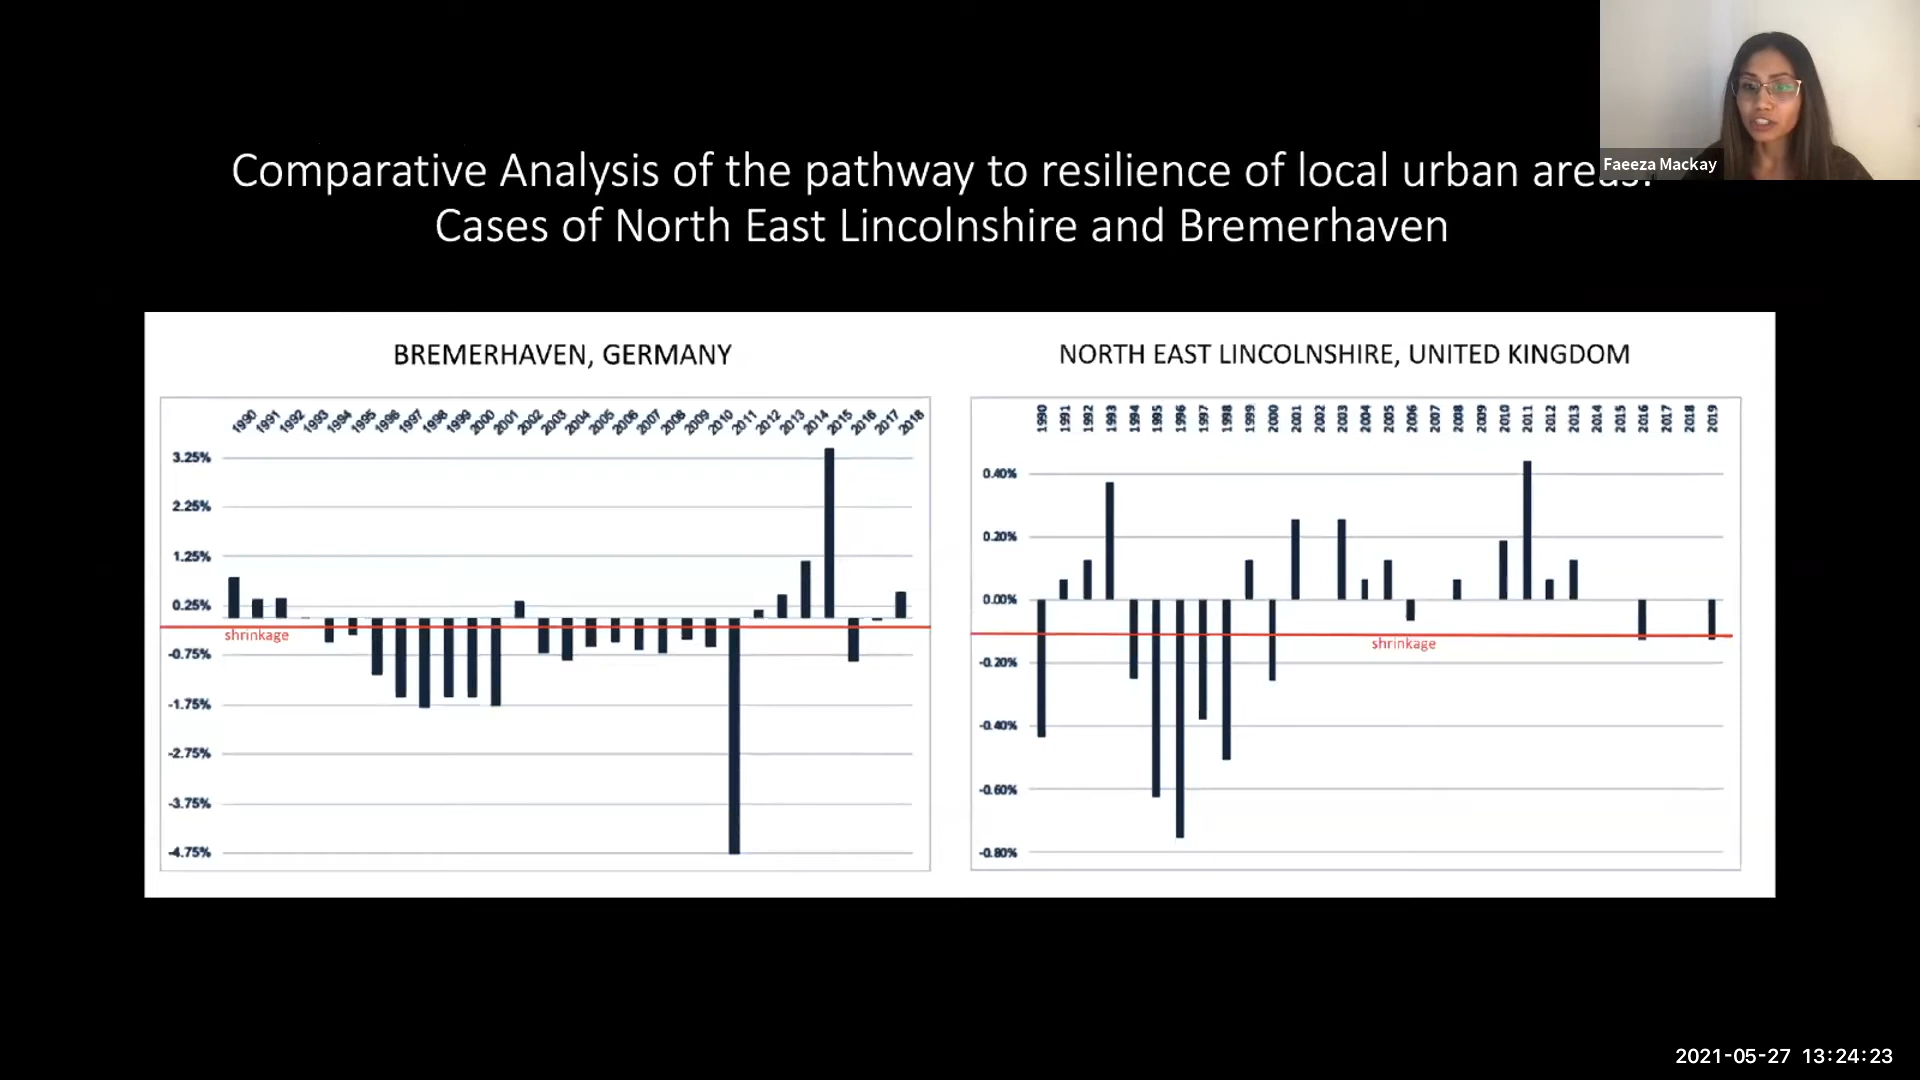 Comparative Analysis of the pathway to resilience of local urban areas:
Cases of North East Lincolnshire and Bremerhaven
Faeeza Mackay
BREMERHAVEN, GERMANY
1990 1991 1992 1993 1994 1995 1996 1997 1998 1999 2000 2001 2002 2003 2004 2005 2006 2007 2008 2009 2010 2011 2012 2013 2014 2015 2016 2017 2018
3.25%
2.25%
1.25%
0.25%
shrinkage
-0.75%
-1.75%
-2.75%
-3.75%
-4.75%
NORTH EAST LINCOLNSHIRE, UNITED KINGDOM
1990 1991 1992 1993 1994 1995 1996 1997 1998 1999 2000 2001 2002 2003 2004 2005 2006 2007 2008 2009 2010 2011 2012 2013 2014 2015 2016 2017 2018 2019
0.40%
0.20%
0.00%
shrinkage
-0.20%
-0.40%
-0.60%
-0.80%
2021-05-27 13:24:23